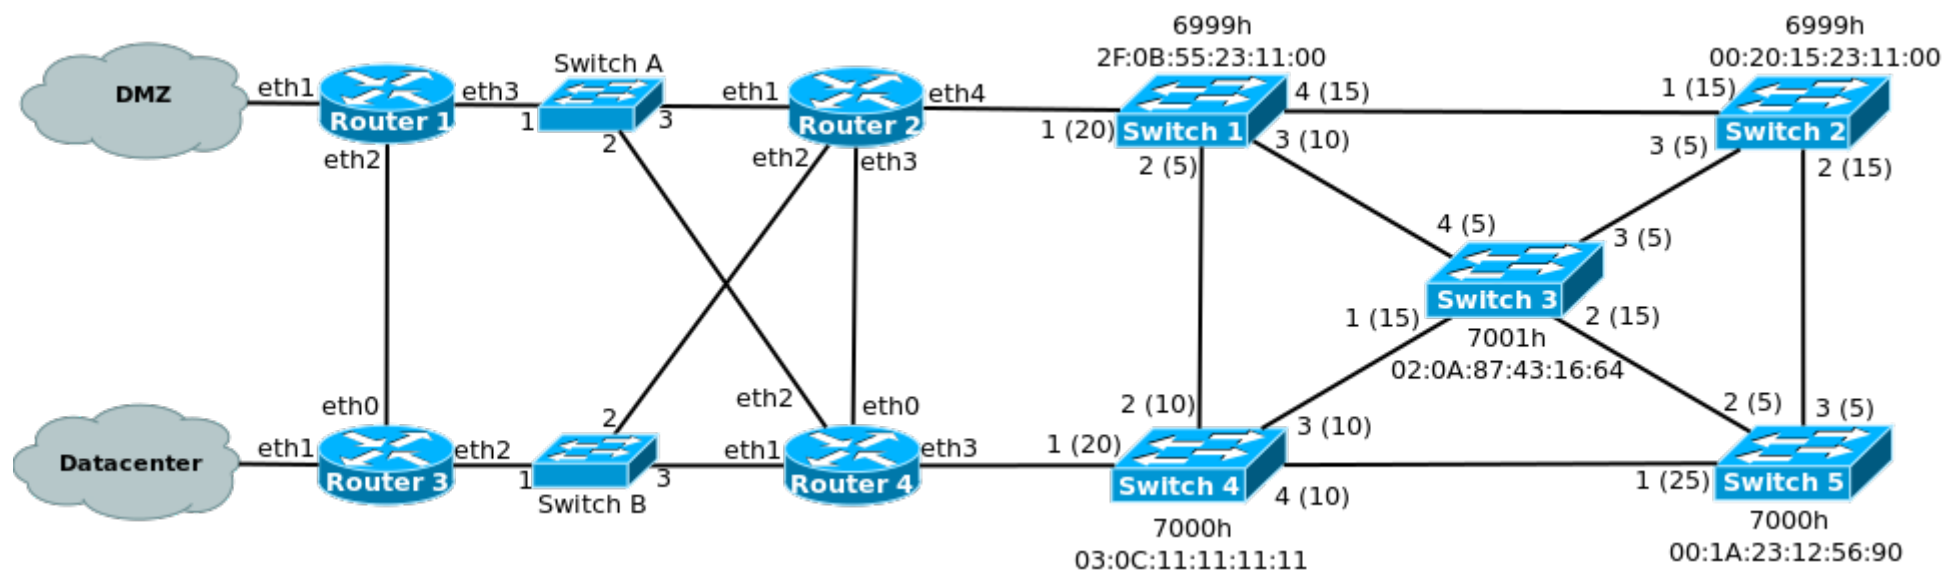 6999h
2F:0B:55:23:11:00
6999h
00:20:15:23:11:00
DMZ
eth1
Router 1
eth3
eth2
Switch A
1
2
3
eth1
Router 2
eth4
eth2
eth3
1 (20)
Switch 1
4 (15)
3 (10)
2 (5)
1 (15)
Switch 2
3 (5)
2 (15)
4 (5)
3 (5)
Switch 3
1 (15)
2 (15)
7001h
02:0A:87:43:16:64
Datacenter
eth1
eth0
Router 3
eth2
2
1
3
Switch B
eth2
eth0
eth1
Router 4
eth3
2 (10)
1 (20)
3 (10)
Switch 4
4 (10)
7000h
03:0C:11:11:11:11
2 (5)
3 (5)
1 (25)
Switch 5
7000h
00:1A:23:12:56:90